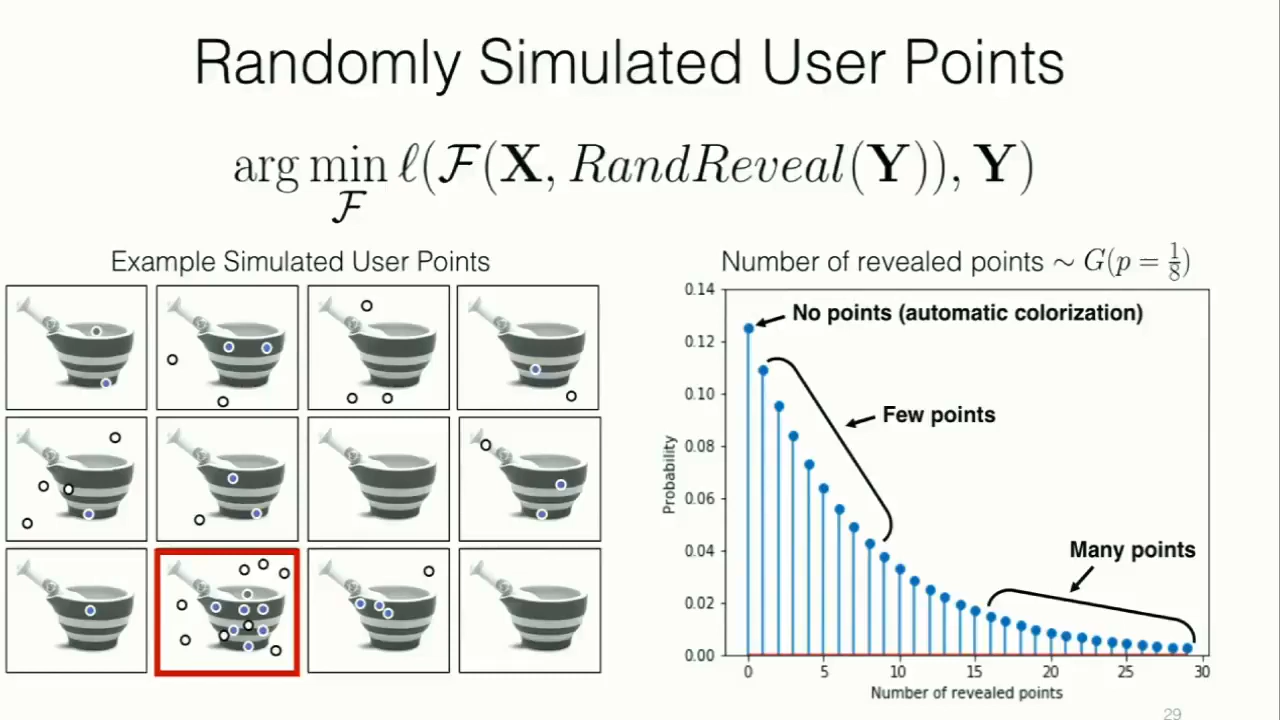 Randomly Simulated User Points
arg min ℓ(𝓕(𝐗, RandReveal(𝐘)), 𝐘)
𝓕
Example Simulated User Points
Number of revealed points ~ G(p = 1/8)
0.14
0.12
0.10
0.08
0.06
0.04
0.02
0.00
Probability
No points (automatic colorization)
Few points
Many points
0 5 10 15 20 25 30
Number of revealed points
29